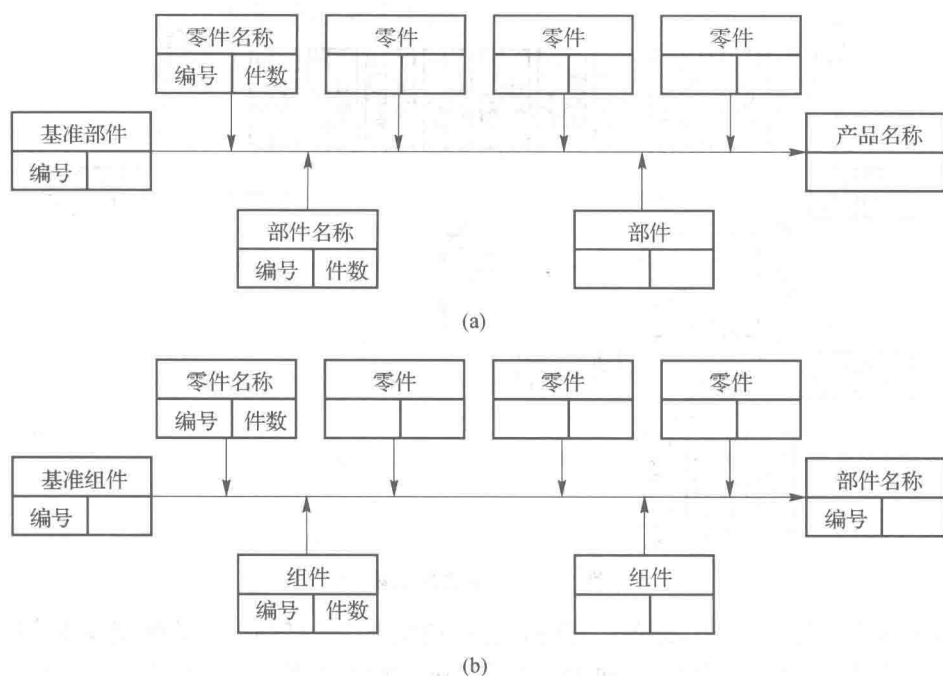 零件名称 零件 零件 零件
编号 件数
基准部件 产品名称
编号
部件名称 部件
编号 件数
(a)
零件名称 零件 零件 零件
编号 件数
基准组件 部件名称
编号 编号
组件 组件
编号 件数
(b)